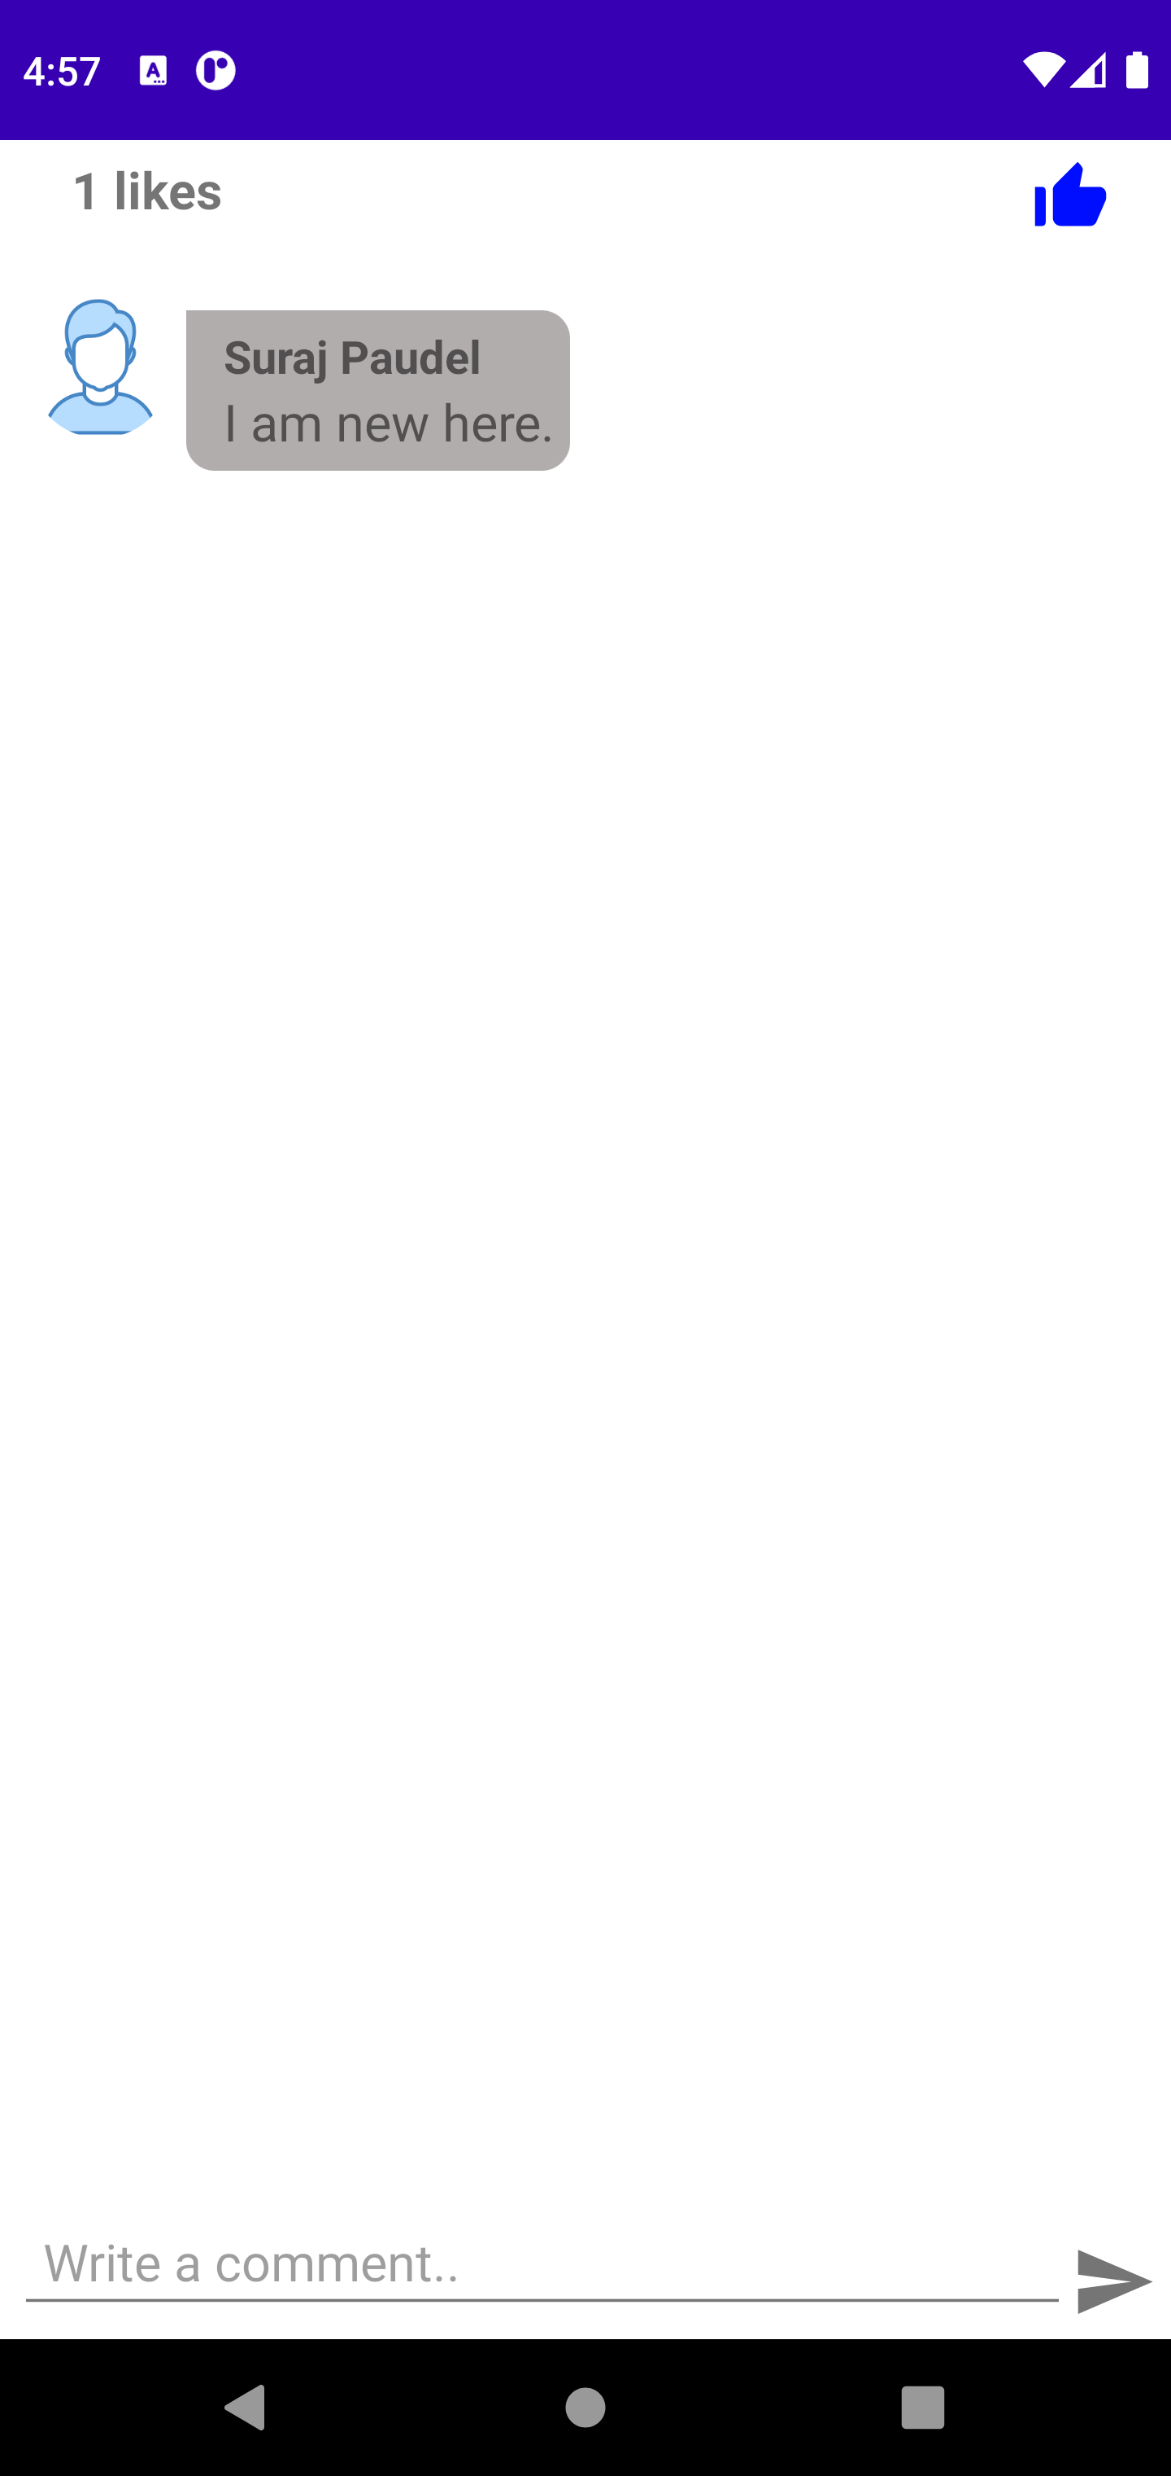 4:57
1 likes
Suraj Paudel
I am new here.
Write a comment..